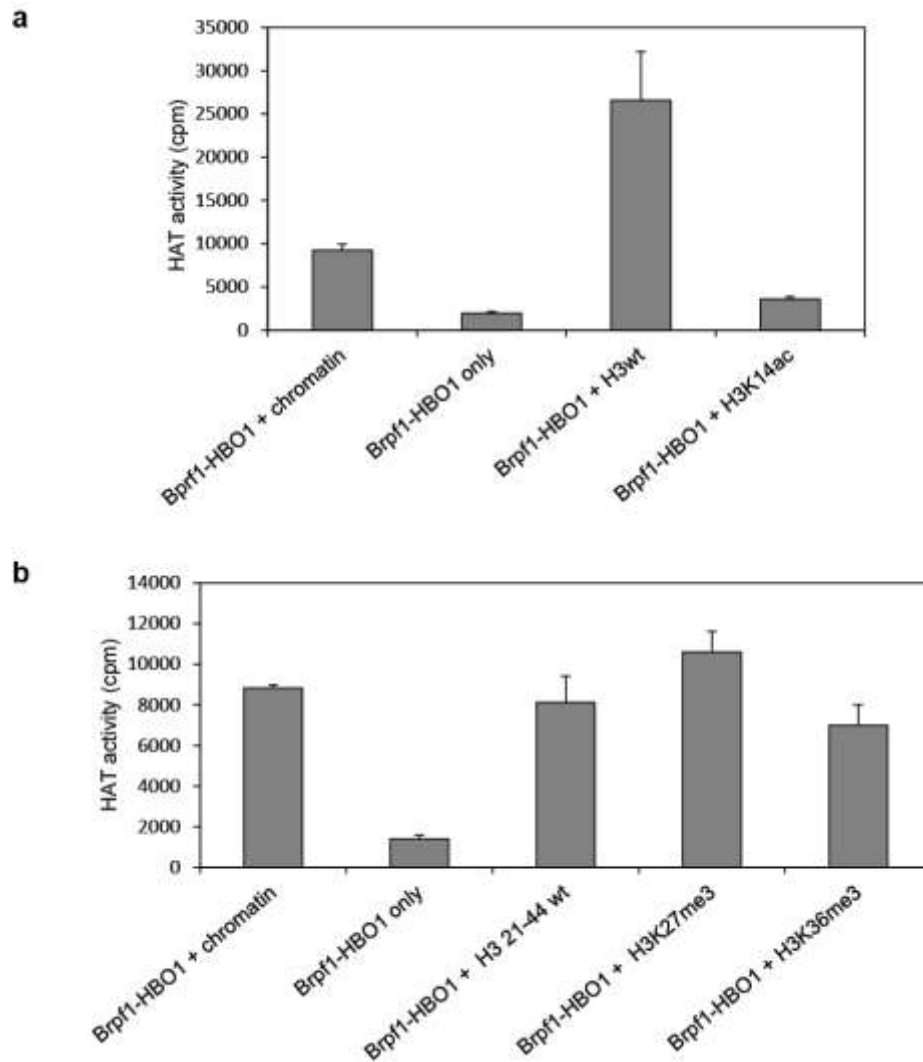 a
35000
30000
25000
20000
15000
10000
5000
0
HAT activity (cpm)
Bprf1-HBO1 + chromatin
Brpf1-HBO1 only
Brpf1-HBO1 + H3wt
Brpf1-HBO1 + H3K14ac
b
14000
12000
10000
8000
6000
4000
2000
0
HAT activity (cpm)
Brpf1-HBO1 + chromatin
Brpf1-HBO1 only
Brpf1-HBO1 + H3 21-44 wt
Brpf1-HBO1 + H3K27me3
Brpf1-HBO1 + H3K36me3